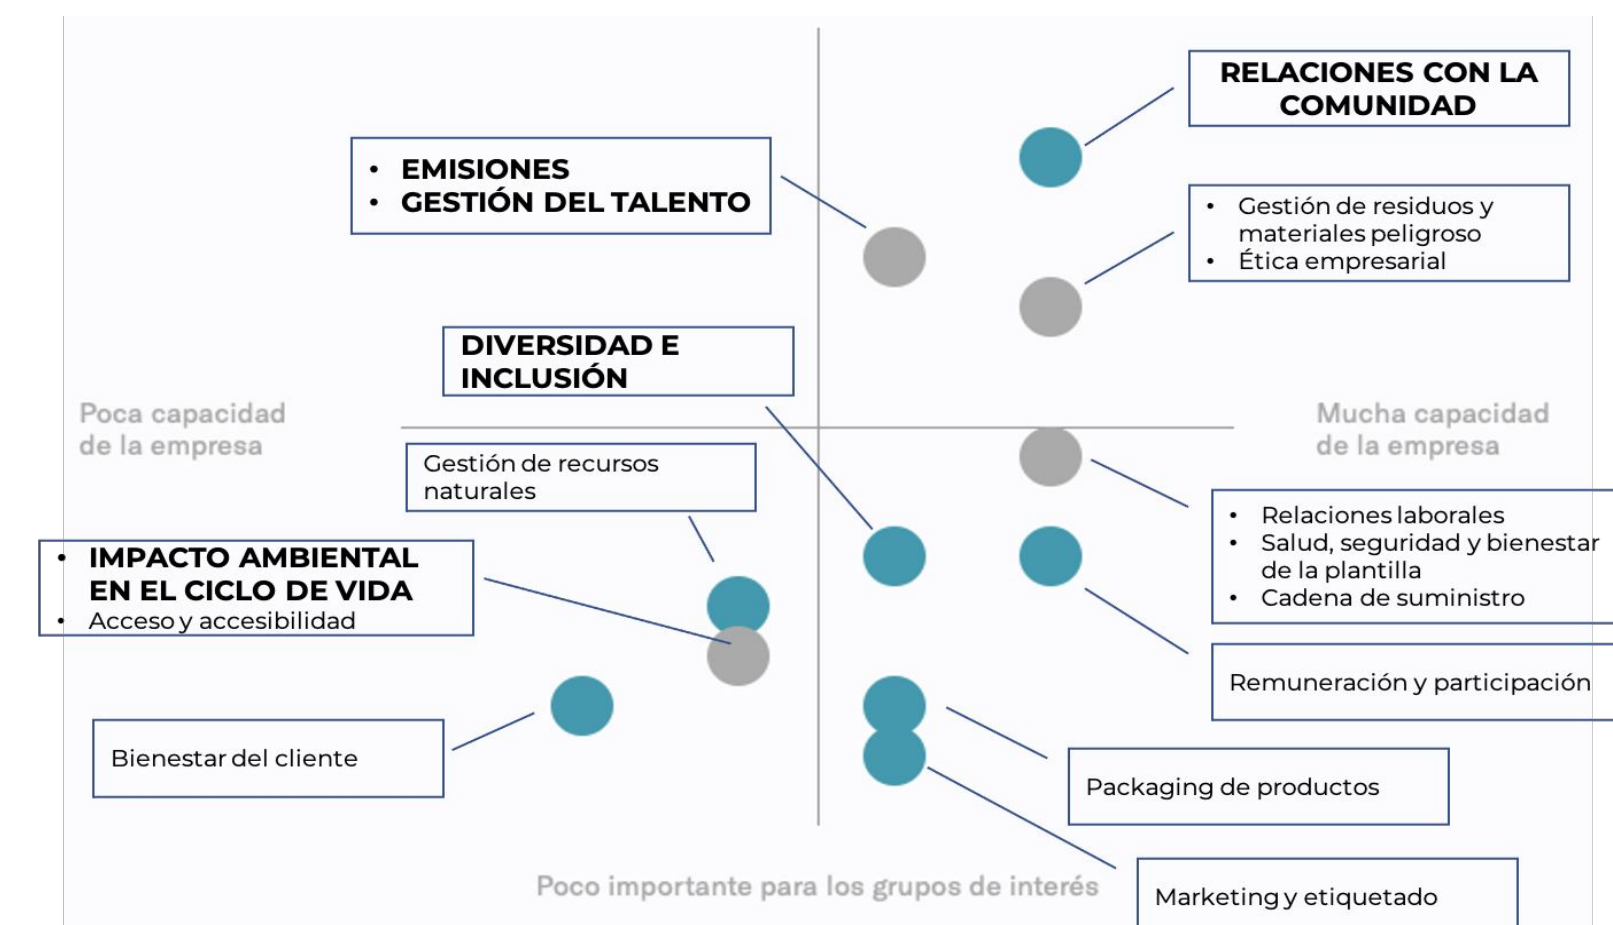 RELACIONES CON LA
COMUNIDAD
• EMISIONES
• GESTIÓN DEL TALENTO
• Gestión de residuos y
materiales peligroso
• Ética empresarial
DIVERSIDAD E
INCLUSIÓN
Poca capacidad
de la empresa
Mucha capacidad
de la empresa
Gestión de recursos
naturales
• Relaciones laborales
• Salud, seguridad y bienestar
de la plantilla
• Cadena de suministro
• IMPACTO AMBIENTAL
EN EL CICLO DE VIDA
• Acceso y accesibilidad
Remuneración y participación
Bienestar del cliente
Packaging de productos
Poco importante para los grupos de interés
Marketing y etiquetado